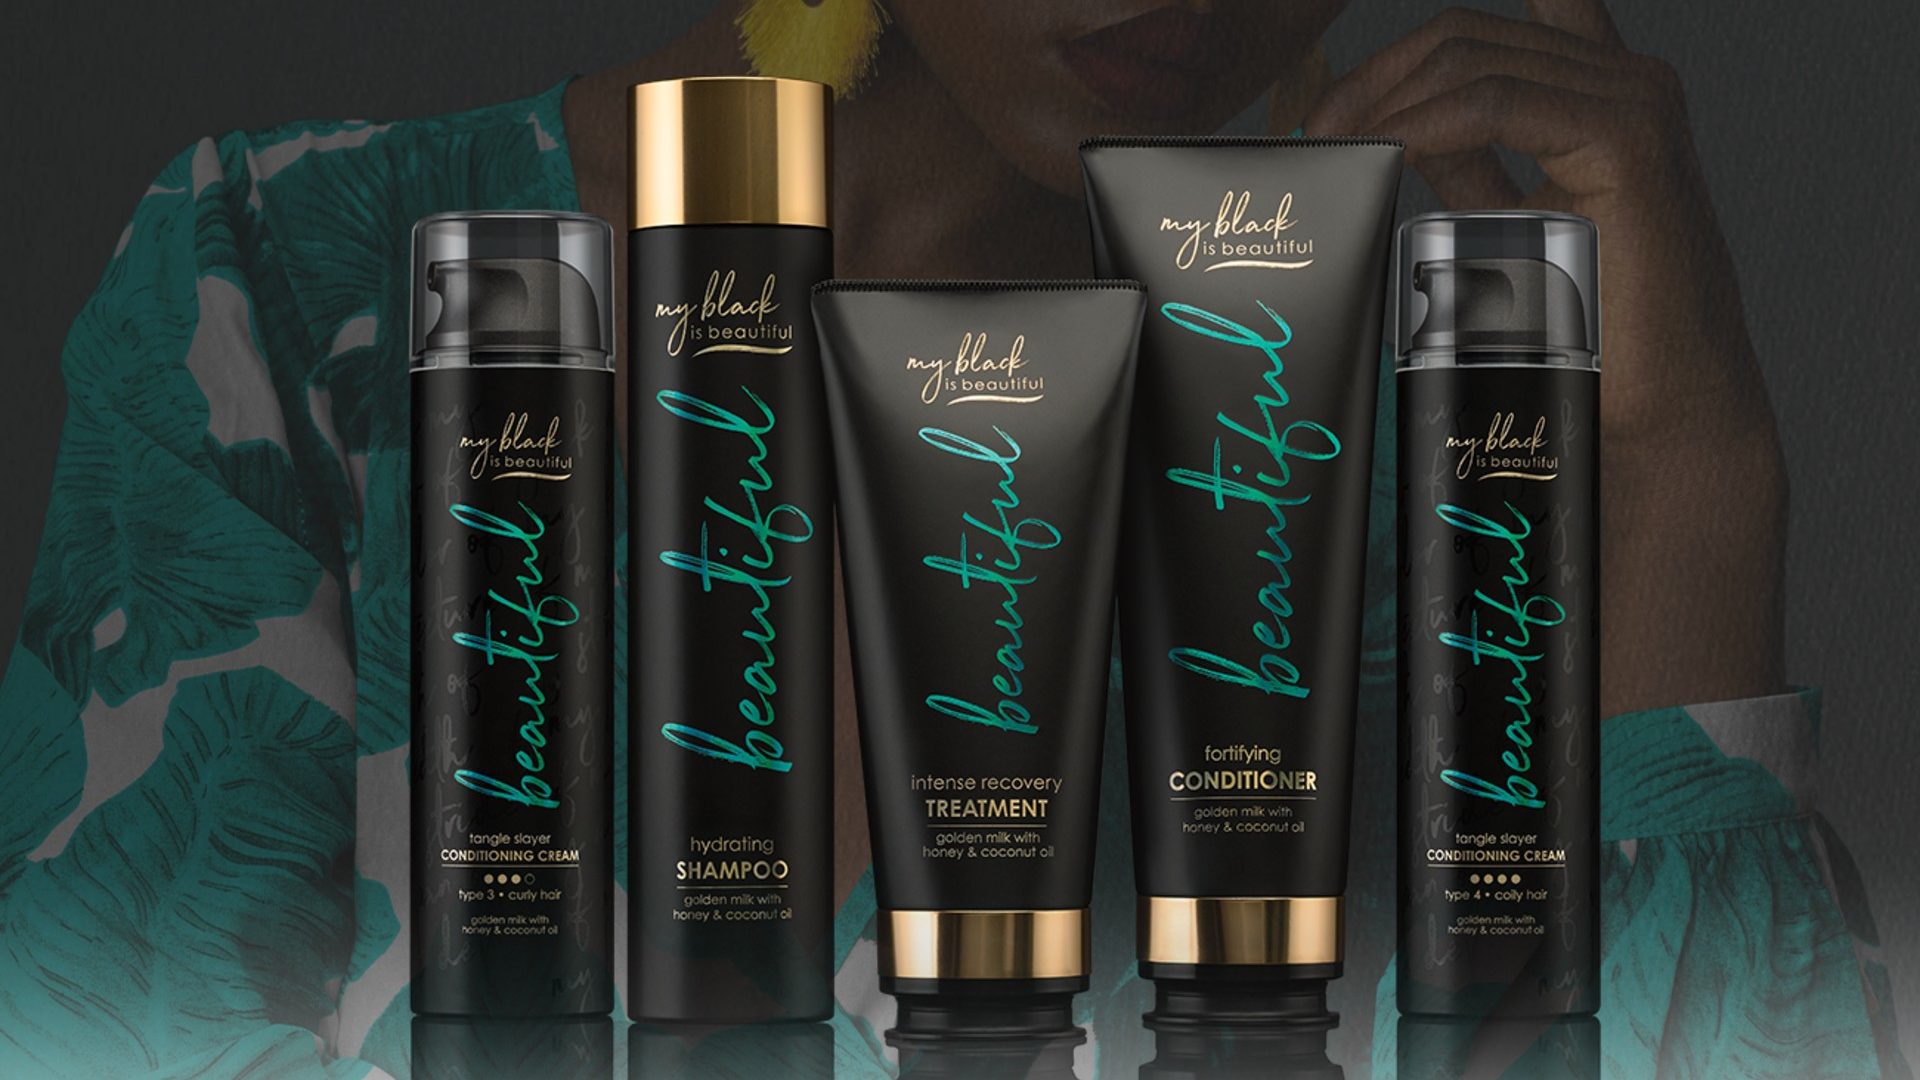 my black
is beautiful
beautiful
tangle slayer
CONDITIONING CREAM
type 3 • curly hair
golden milk with
honey & coconut oil
my black
is beautiful
beautiful
hydrating
SHAMPOO
golden milk with
honey & coconut oil
my black
is beautiful
beautiful
intense recovery
TREATMENT
golden milk with
honey & coconut oil
my black
is beautiful
beautiful
fortifying
CONDITIONER
golden milk with
honey & coconut oil
my black
is beautiful
beautiful
tangle slayer
CONDITIONING CREAM
type 4 • coily hair
golden milk with
honey & coconut oil